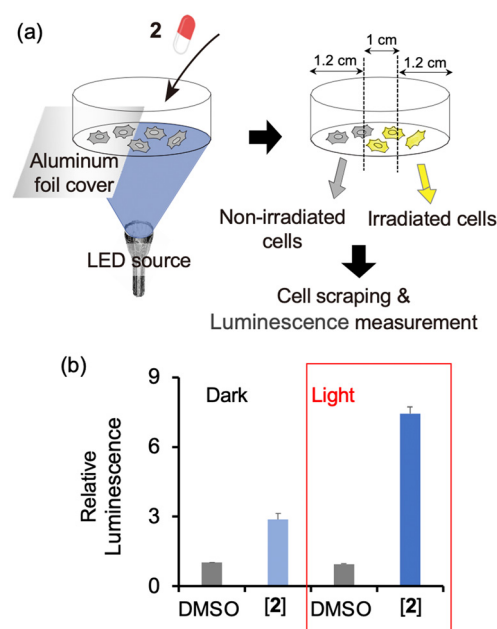 (a)
2
1 cm
1.2 cm
1.2 cm
Aluminum
foil cover
LED source
Non-irradiated
cells
Irradiated cells
Cell scraping &
Luminescence measurement
(b)
Relative
Luminescence
9
6
3
0
Dark
Light
DMSO
[2]
DMSO
[2]